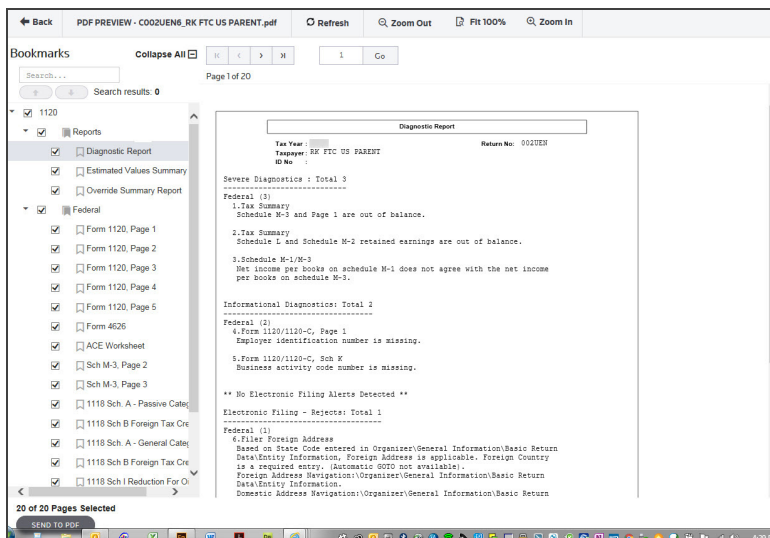 Back
PDF PREVIEW - C002UEN6_RK FTC US PARENT.pdf
Refresh
Zoom Out
Fit 100%
Zoom In
Bookmarks
Collapse All
Search...
Search results: 0
1 Go
Page 1 of 20
1120
Reports
Diagnostic Report
Estimated Values Summary
Override Summary Report
Federal
Form 1120, Page 1
Form 1120, Page 2
Form 1120, Page 3
Form 1120, Page 4
Form 1120, Page 5
Form 4626
ACE Worksheet
Sch M-3, Page 2
Sch M-3, Page 3
1118 Sch. A - Passive Categ
1118 Sch B Foreign Tax Cre
1118 Sch. A - General Categ
1118 Sch B Foreign Tax Cre
1118 Sch I Reduction For Oi
20 of 20 Pages Selected
SEND TO PDF
Diagnostic Report
Tax Year :
Return No: 002UEN
Taxpayer: RK FTC US PARENT
ID No :
Severe Diagnostics : Total 3
----------------------------
Federal (3)
1.Tax Summary
Schedule M-3 and Page 1 are out of balance.
2.Tax Summary
Schedule L and Schedule M-2 retained earnings are out of balance.
3.Schedule M-1/M-3
Net income per books on schedule M-1 does not agree with the net income
per books on schedule M-3.
Informational Diagnostics: Total 2
----------------------------------
Federal (2)
4.Form 1120/1120-C, Page 1
Employer identification number is missing.
5.Form 1120/1120-C, Sch K
Business activity code number is missing.
** No Electronic Filing Alerts Detected **
Electronic Filing - Rejects: Total 1
------------------------------------
Federal (1)
6.Filer Foreign Address
Based on State Code entered in Organizer\General Information\Basic Return
Data\Entity Information, Foreign Address is applicable. Foreign Country
is a required entry. (Automatic GOTO not available).
Foreign Address Navigation:\Organizer\General Information\Basic Return
Data\Entity Information.
Domestic Address Navigation:\Organizer\General Information\Basic Return